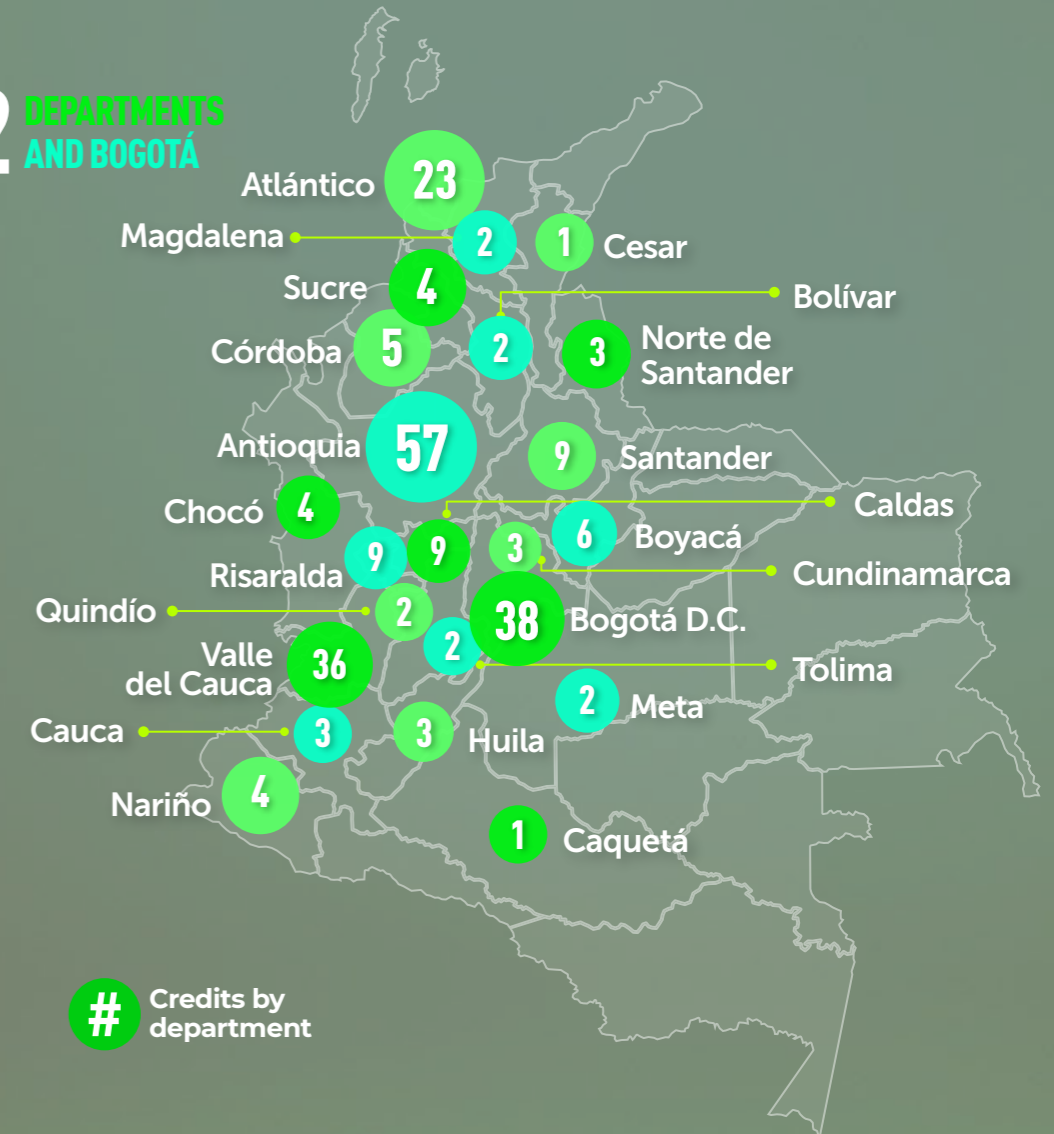 2 DEPARTMENTS
AND BOGOTÁ
Atlántico 23
Magdalena 2
1 Cesar
Sucre 4
Bolívar 2
Córdoba 5
3 Norte de
Santander
Antioquia 57
9 Santander
Chocó 4
Caldas 9
6 Boyacá
Risaralda 9
3 Cundinamarca
Quindío 2
38 Bogotá D.C.
Valle
del Cauca 36
2 Tolima
2 Meta
Cauca 3
3 Huila
Nariño 4
1 Caquetá
# Credits by
department